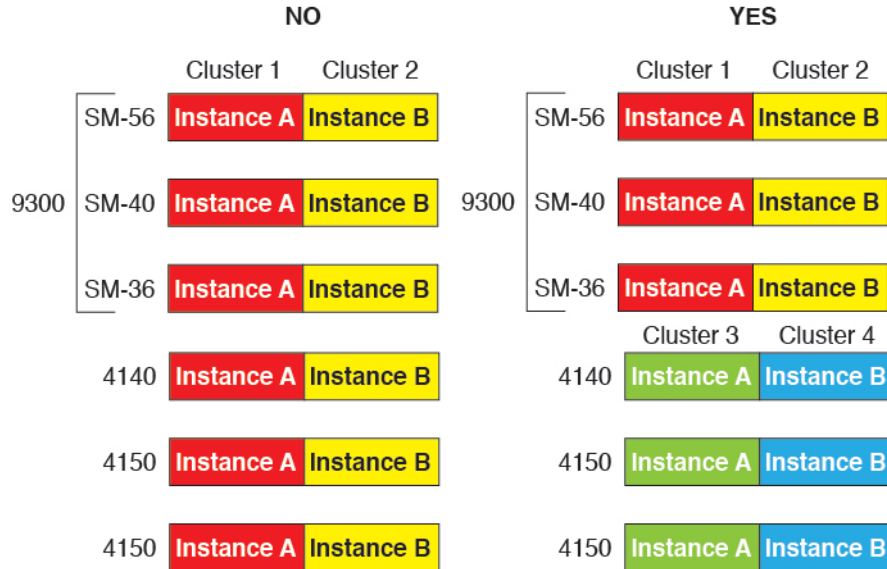 NO
Cluster 1 Cluster 2
9300
SM-56 Instance A Instance B
SM-40 Instance A Instance B
SM-36 Instance A Instance B
4140 Instance A Instance B
4150 Instance A Instance B
4150 Instance A Instance B
YES
Cluster 1 Cluster 2
9300
SM-56 Instance A Instance B
SM-40 Instance A Instance B
SM-36 Instance A Instance B
Cluster 3 Cluster 4
4140 Instance A Instance B
4150 Instance A Instance B
4150 Instance A Instance B